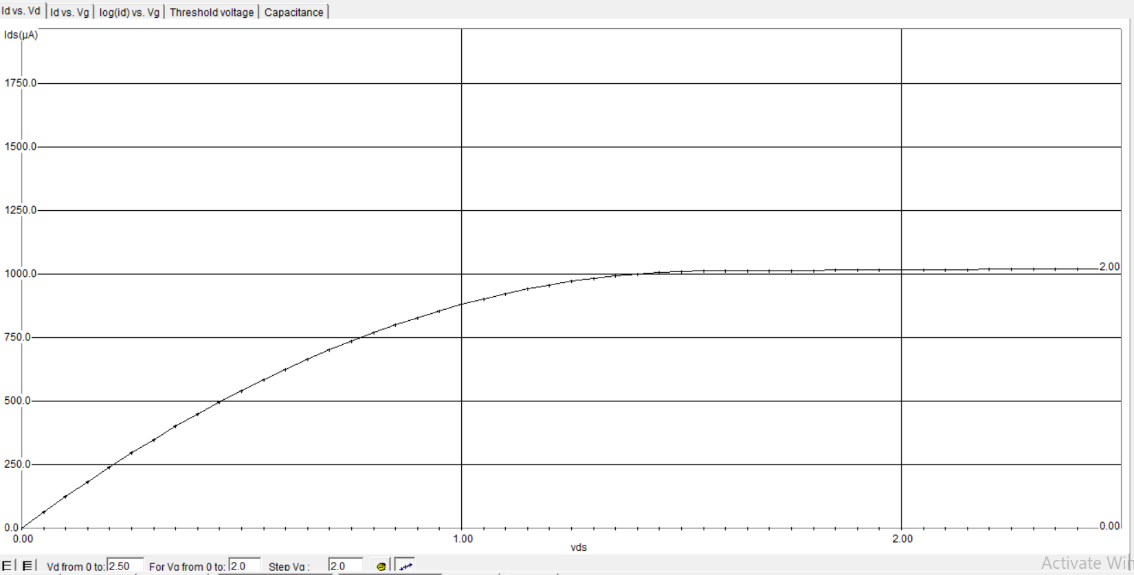 Id vs. Vd Id vs. Vg log(id) vs. Vg Threshold voltage Capacitance
Ids(µA)
1750.0
1500.0
1250.0
1000.0
2.00
750.0
500.0
250.0
0.0
0.00
0.00 1.00 2.00
vds
Vd from 0 to: 2.50 For Vg from 0 to: 2.0 Step Vg : 2.0
Activate Win